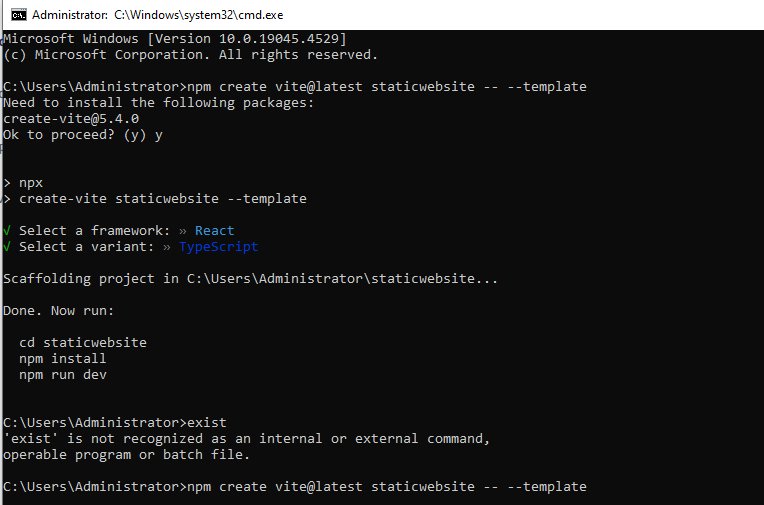 Administrator: C:\Windows\system32\cmd.exe
Microsoft Windows [Version 10.0.19045.4529]
(c) Microsoft Corporation. All rights reserved.
C:\Users\Administrator>npm create vite@latest staticwebsite -- --template
Need to install the following packages:
create-vite@5.4.0
Ok to proceed? (y) y
> npx
> create-vite staticwebsite --template
√ Select a framework: » React
√ Select a variant: » TypeScript
Scaffolding project in C:\Users\Administrator\staticwebsite...
Done. Now run:
cd staticwebsite
npm install
npm run dev
C:\Users\Administrator>exist
'exist' is not recognized as an internal or external command,
operable program or batch file.
C:\Users\Administrator>npm create vite@latest staticwebsite -- --template